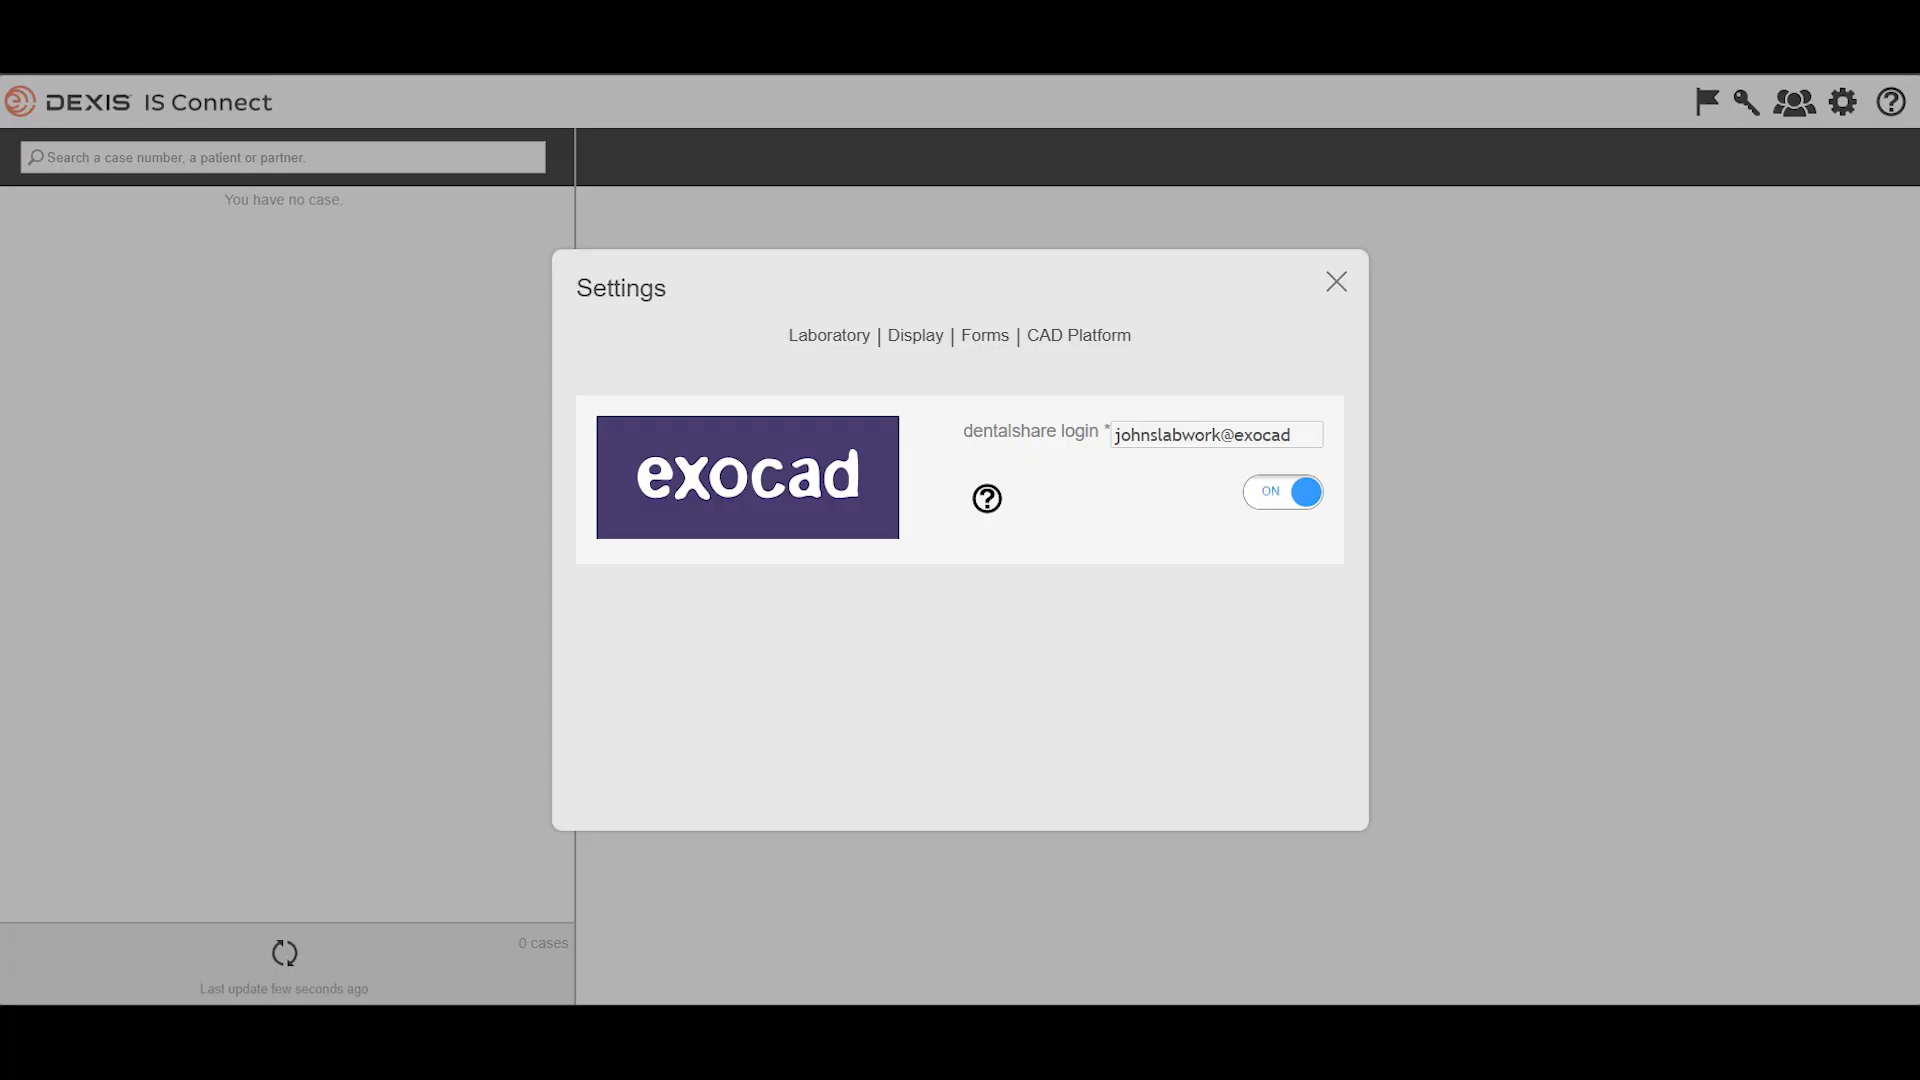 DEXIS IS Connect
Search a case number, a patient or partner.
You have no case.
Settings
Laboratory | Display | Forms | CAD Platform
exocad
dentalshare login *
johnslabwork@exocad
ON
0 cases
Last update few seconds ago